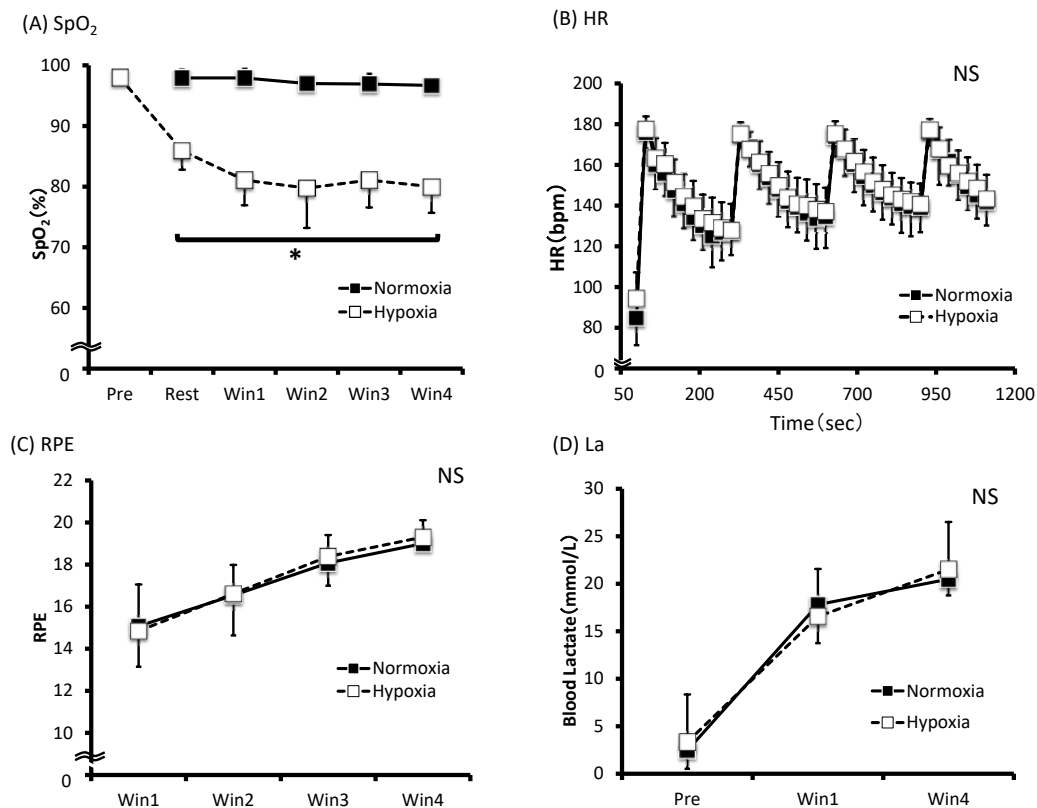 (A) SpO₂
100
90
80
70
60
0
SpO₂(%)
*
Normoxia
Hypoxia
Pre Rest Win1 Win2 Win3 Win4
(B) HR
NS
200
180
160
140
120
100
80
0
HR(bpm)
Normoxia
Hypoxia
50 200 450 700 950 1200
Time(sec)
(C) RPE
NS
22
20
18
16
14
12
10
0
RPE
Normoxia
Hypoxia
Win1 Win2 Win3 Win4
(D) La
NS
30
25
20
15
10
5
0
Blood Lactate(mmol/L)
Normoxia
Hypoxia
Pre Win1 Win4